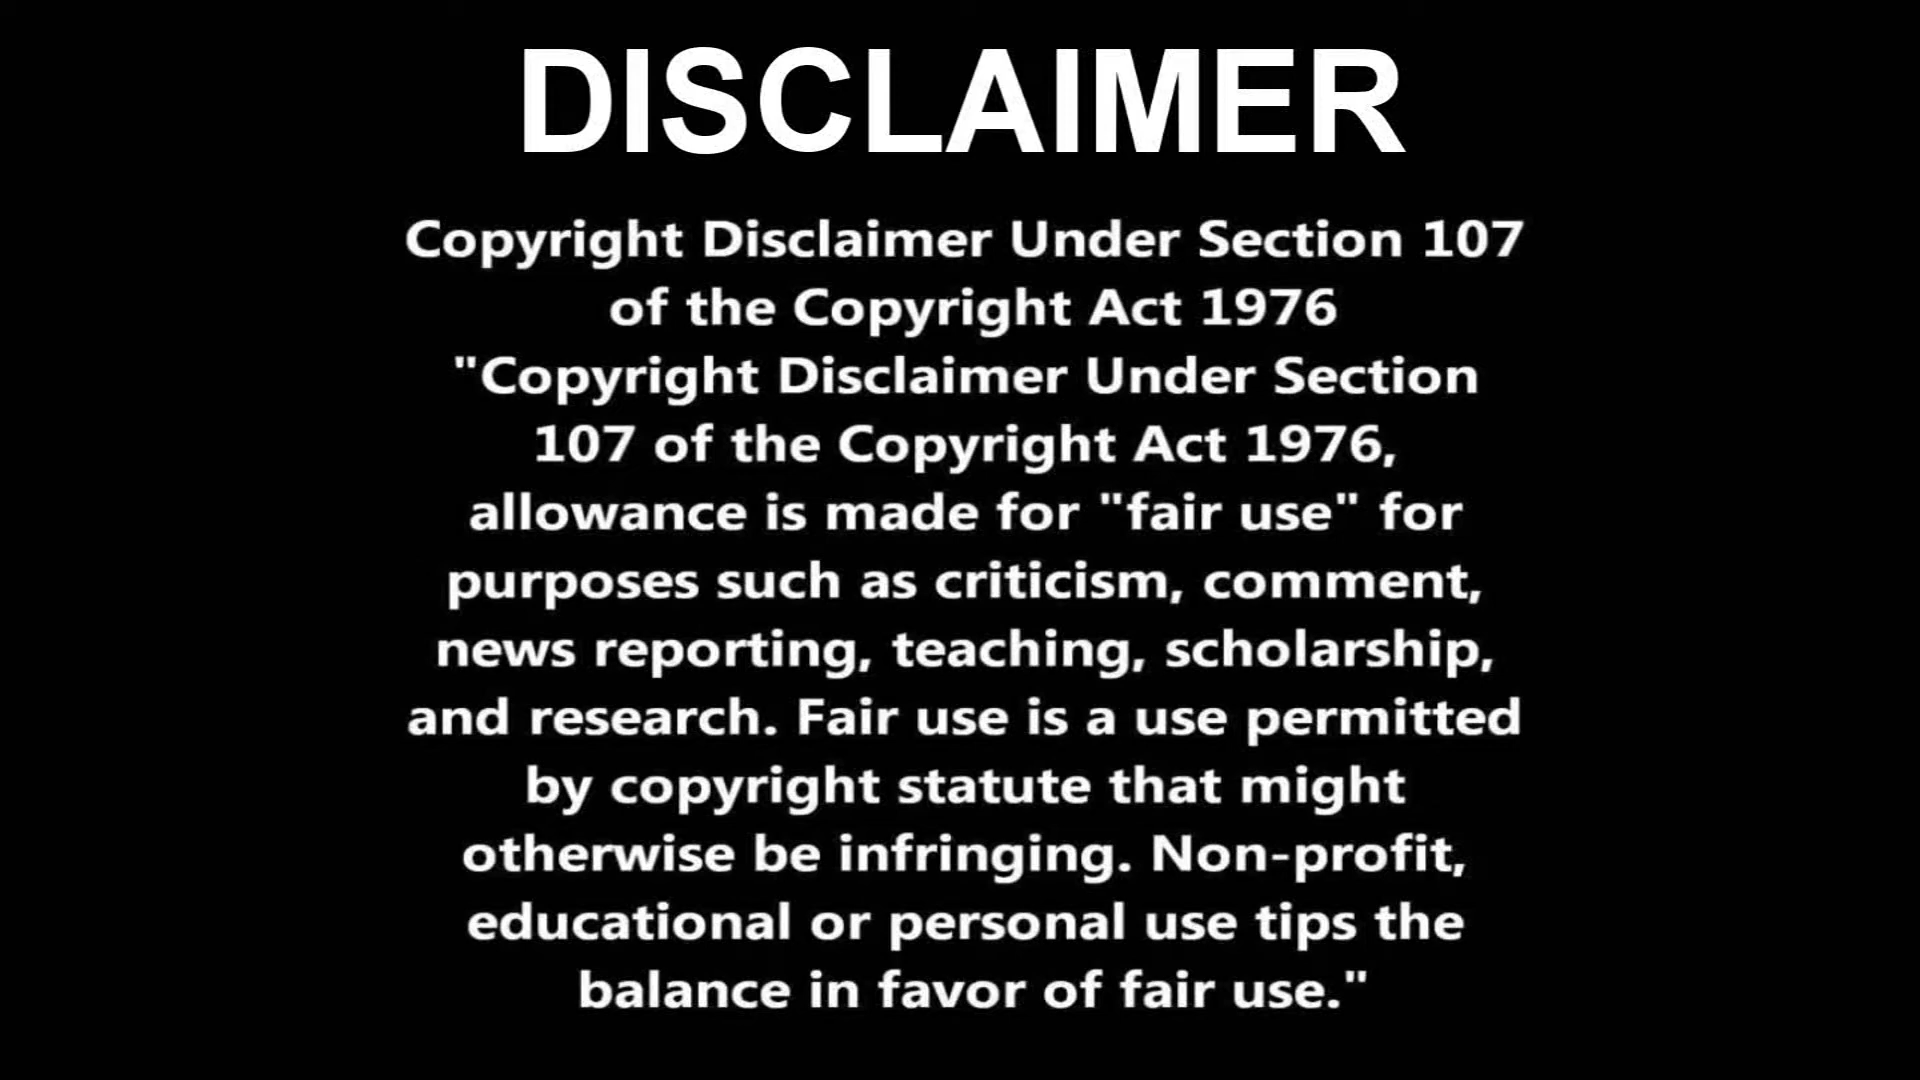 DISCLAIMER
Copyright Disclaimer Under Section 107
of the Copyright Act 1976
"Copyright Disclaimer Under Section
107 of the Copyright Act 1976,
allowance is made for "fair use" for
purposes such as criticism, comment,
news reporting, teaching, scholarship,
and research. Fair use is a use permitted
by copyright statute that might
otherwise be infringing. Non-profit,
educational or personal use tips the
balance in favor of fair use."